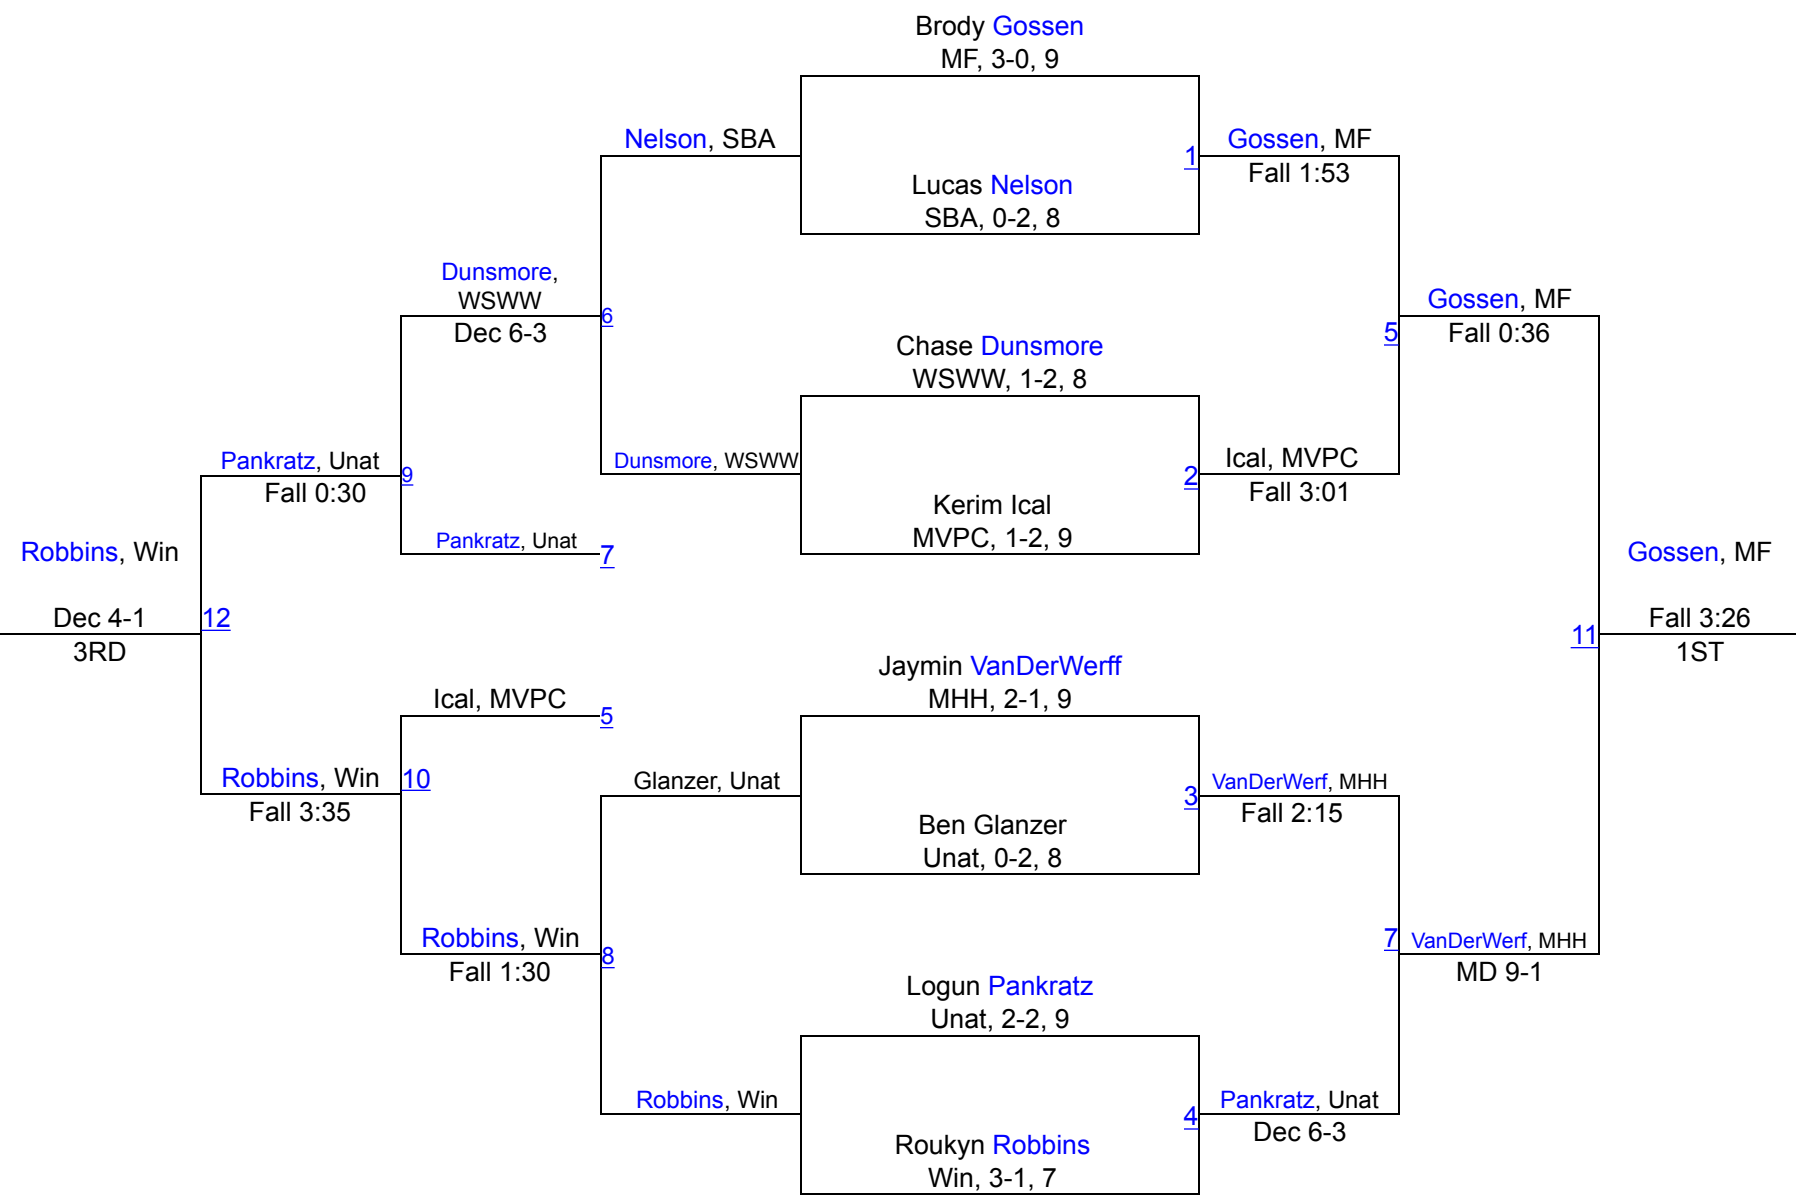 Brody Gossen
MF, 3-0, 9
Nelson, SBA
1
Gossen, MF
Fall 1:53
Lucas Nelson
SBA, 0-2, 8
Dunsmore,
WSWW
Dec 6-3
6
Gossen, MF
Fall 0:36
5
Chase Dunsmore
WSWW, 1-2, 8
Pankratz, Unat
Fall 0:30
9
Dunsmore, WSWW
2
Ical, MVPC
Fall 3:01
Kerim Ical
MVPC, 1-2, 9
Pankratz, Unat
7
Robbins, Win
Dec 4-1
3RD
12
Gossen, MF
Fall 3:26
1ST
11
Jaymin VanDerWerff
MHH, 2-1, 9
Ical, MVPC
5
Robbins, Win
Fall 3:35
10
Glanzer, Unat
3
VanDerWerf, MHH
Fall 2:15
Ben Glanzer
Unat, 0-2, 8
Robbins, Win
Fall 1:30
8
7
VanDerWerf, MHH
MD 9-1
Logun Pankratz
Unat, 2-2, 9
Robbins, Win
4
Pankratz, Unat
Dec 6-3
Roukyn Robbins
Win, 3-1, 7